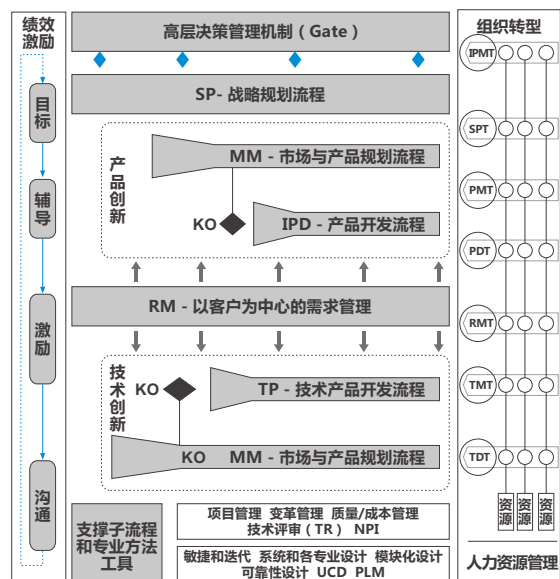 绩效
激励
目标
辅导
激励
沟通
高层决策管理机制（Gate）
SP- 战略规划流程
产品创新
MM - 市场与产品规划流程
KO
IPD - 产品开发流程
RM - 以客户为中心的需求管理
技术创新
KO
TP - 技术产品开发流程
KO MM - 市场与产品规划流程
支撑子流程
和专业方法
工具
项目管理 变革管理 质量/成本管理
技术评审（TR） NPI
敏捷和迭代 系统和各专业设计 模块化设计
可靠性设计 UCD PLM
组织转型
IPMT
SPT
PMT
PDT
RMT
TMT
TDT
资源
资源
资源
人力资源管理